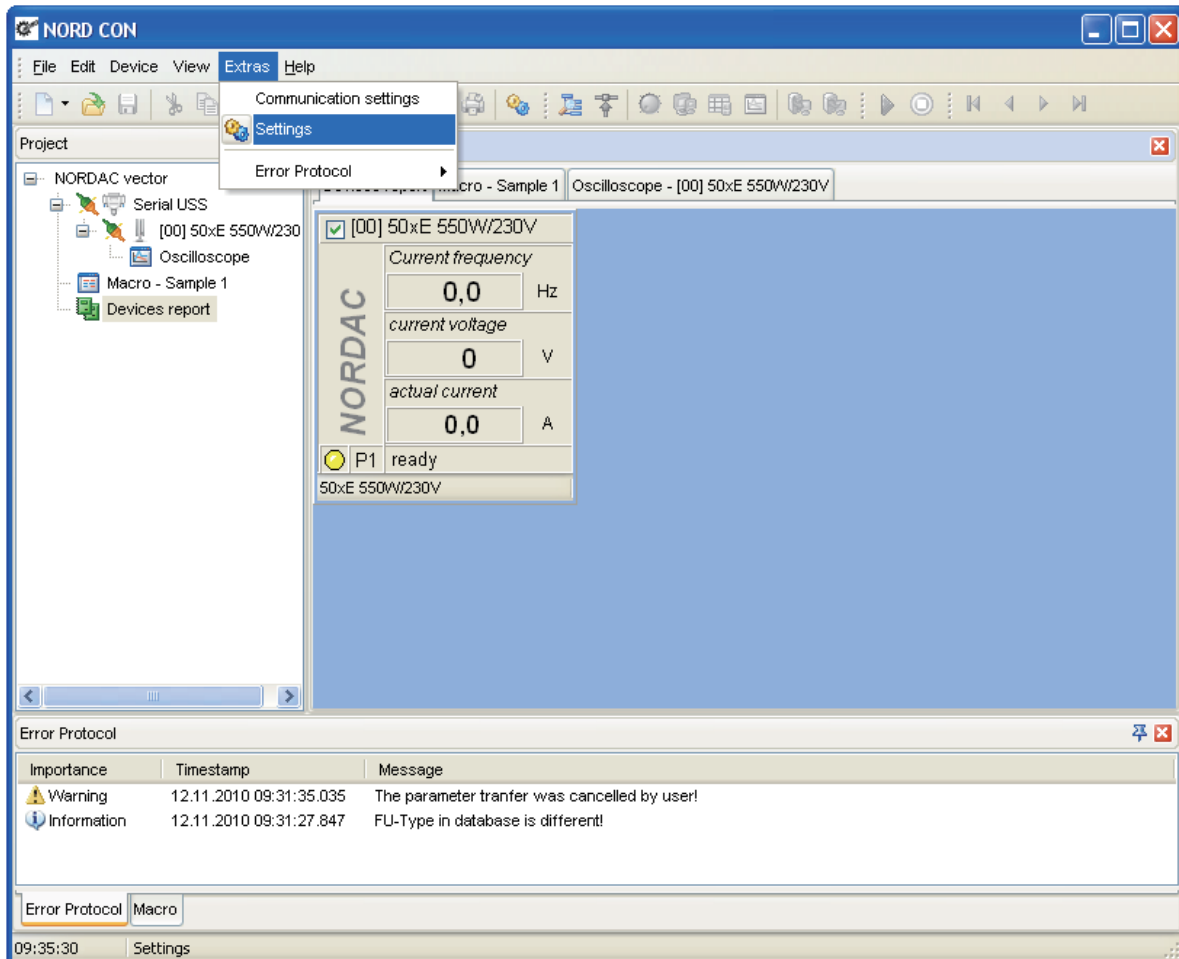 NORD CON
File Edit Device View Extras Help
Communication settings
Settings
Error Protocol
Project
NORDAC vector
Serial USS
[00] 50xE 550W/230
Oscilloscope
Macro - Sample 1
Devices report
Macro - Sample 1
Oscilloscope - [00] 50xE 550W/230V
[00] 50xE 550W/230V
NORDAC
Current frequency
0,0 Hz
current voltage
0 V
actual current
0,0 A
P1 ready
50xE 550W/230V
Error Protocol
Importance Timestamp Message
Warning 12.11.2010 09:31:35.035 The parameter tranfer was cancelled by user!
Information 12.11.2010 09:31:27.847 FU-Type in database is different!
Error Protocol Macro
09:35:30 Settings